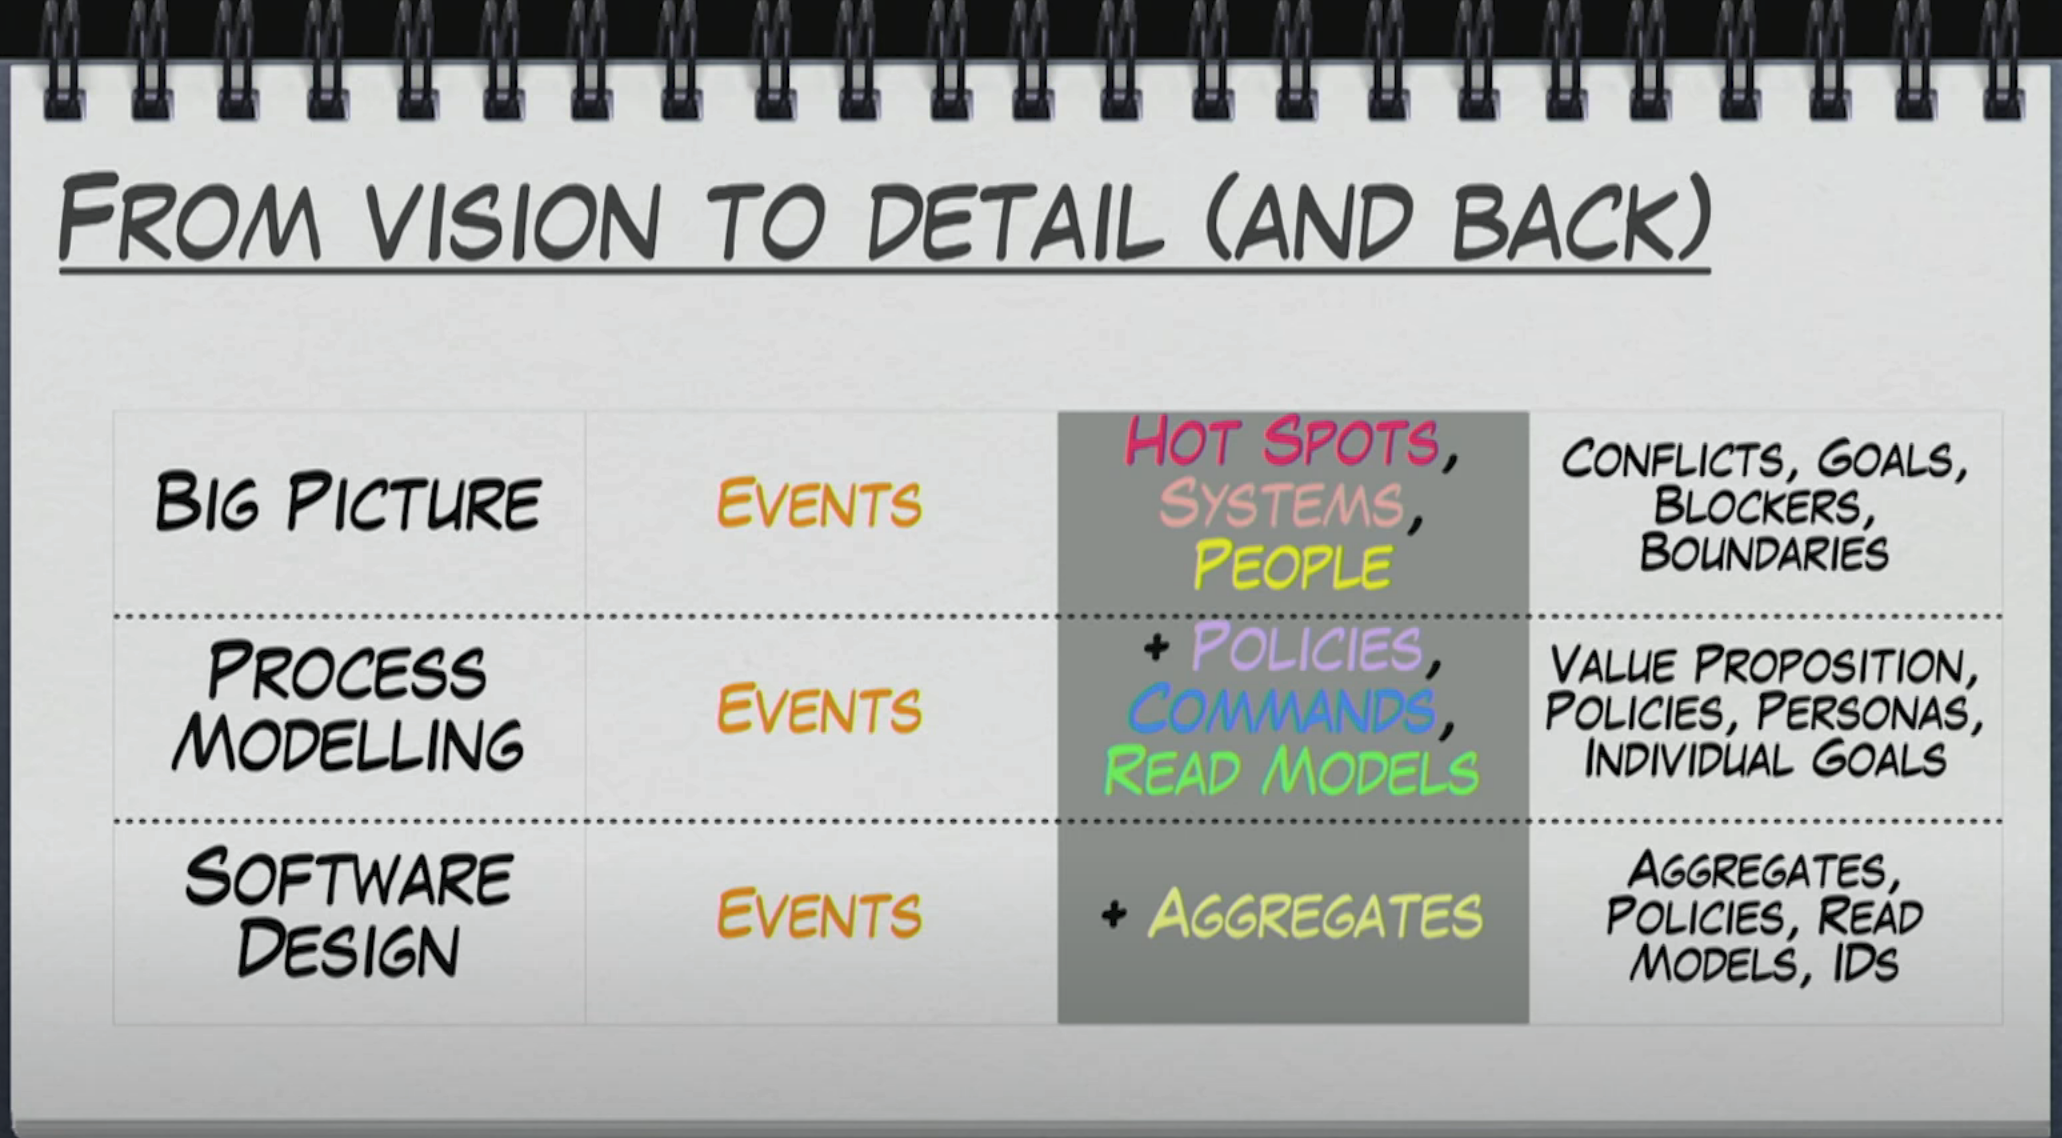 From vision to detail (and back)
Big Picture
Events
Hot Spots,
Systems,
People
Conflicts, Goals,
Blockers,
Boundaries
Process
Modelling
Events
+ Policies,
Commands,
Read Models
Value Proposition,
Policies, Personas,
Individual Goals
Software
Design
Events
+ Aggregates
Aggregates,
Policies, Read
Models, IDs